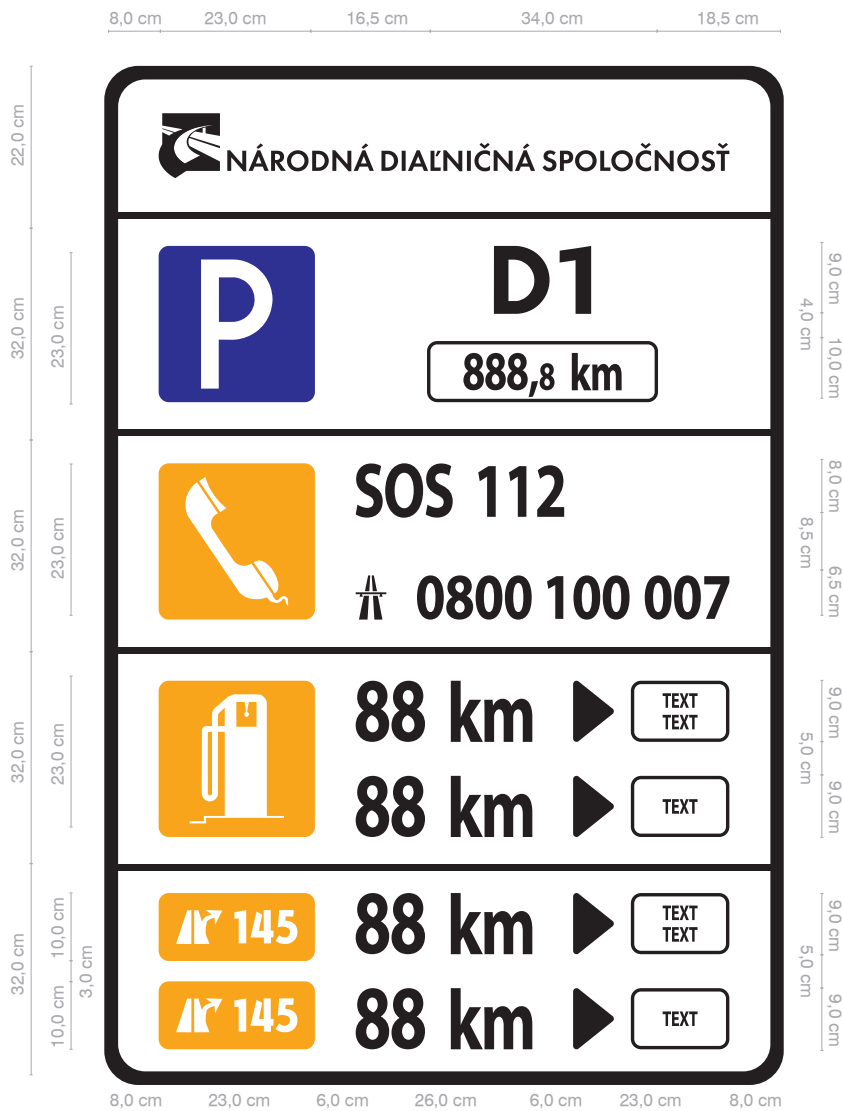 8,0 cm 23,0 cm 16,5 cm 34,0 cm 18,5 cm
22,0 cm
NÁRODNÁ DIAĽNIČNÁ SPOLOČNOSŤ
32,0 cm
23,0 cm
P
D1
888,8 km
9,0 cm
4,0 cm
10,0 cm
32,0 cm
23,0 cm
SOS 112
0800 100 007
8,0 cm
8,5 cm
6,5 cm
32,0 cm
23,0 cm
88 km
TEXT
TEXT
88 km
TEXT
9,0 cm
5,0 cm
9,0 cm
32,0 cm
10,0 cm
3,0 cm
10,0 cm
145
88 km
TEXT
TEXT
145
88 km
TEXT
9,0 cm
5,0 cm
9,0 cm
8,0 cm 23,0 cm 6,0 cm 26,0 cm 6,0 cm 23,0 cm 8,0 cm